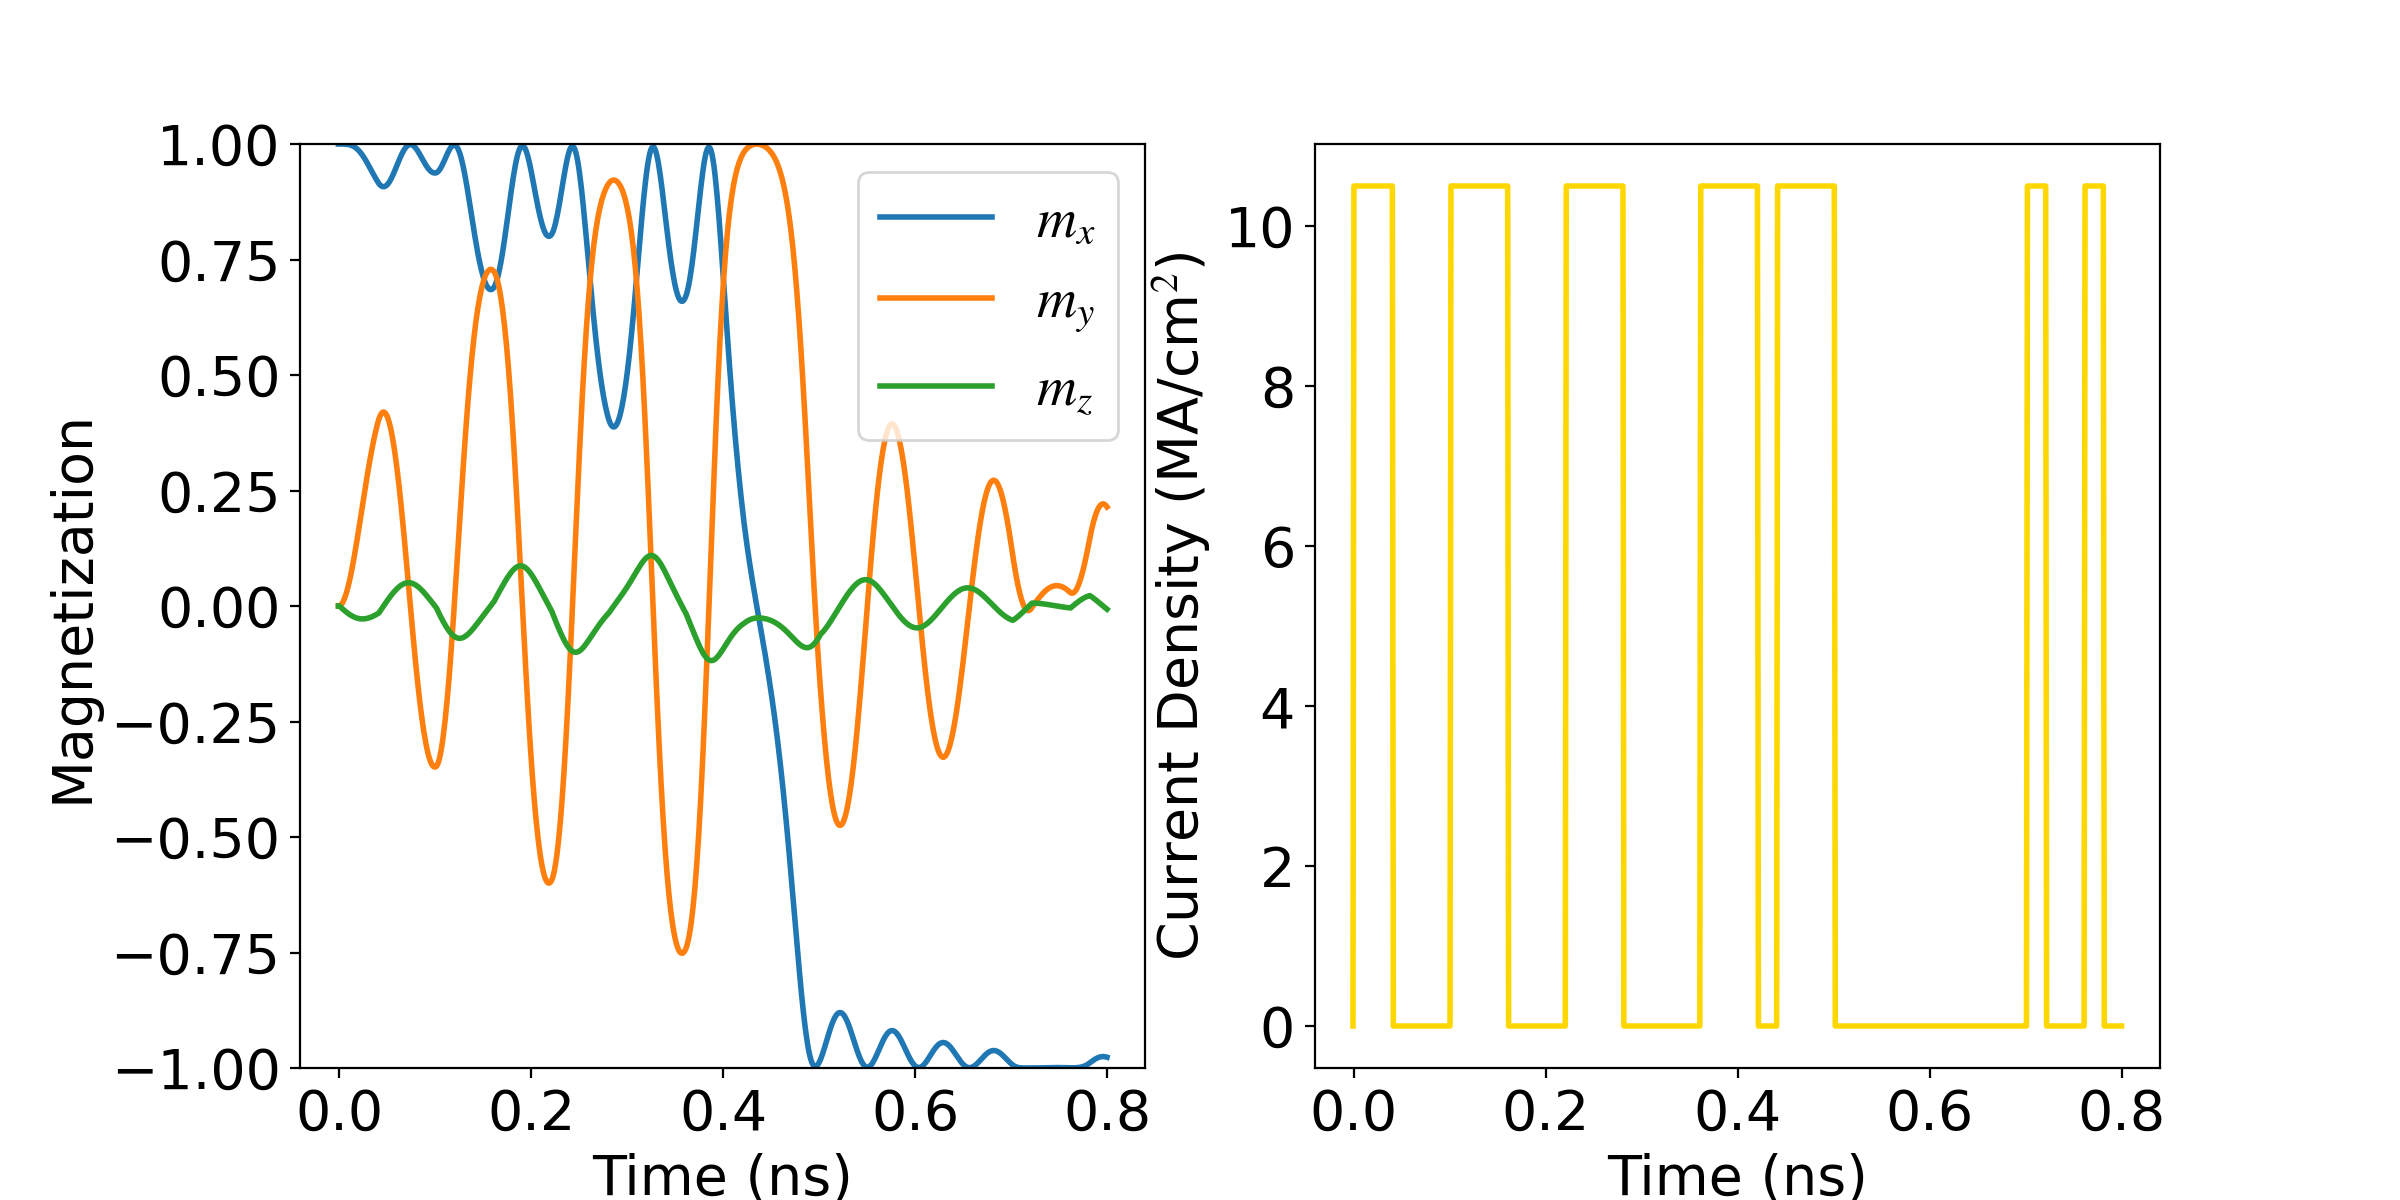 Magnetization
1.00
0.75
0.50
0.25
0.00
−0.25
−0.50
−0.75
−1.00
0.0 0.2 0.4 0.6 0.8
Time (ns)
m_x
m_y
m_z
Current Density (MA/cm²)
10
8
6
4
2
0
0.0 0.2 0.4 0.6 0.8
Time (ns)